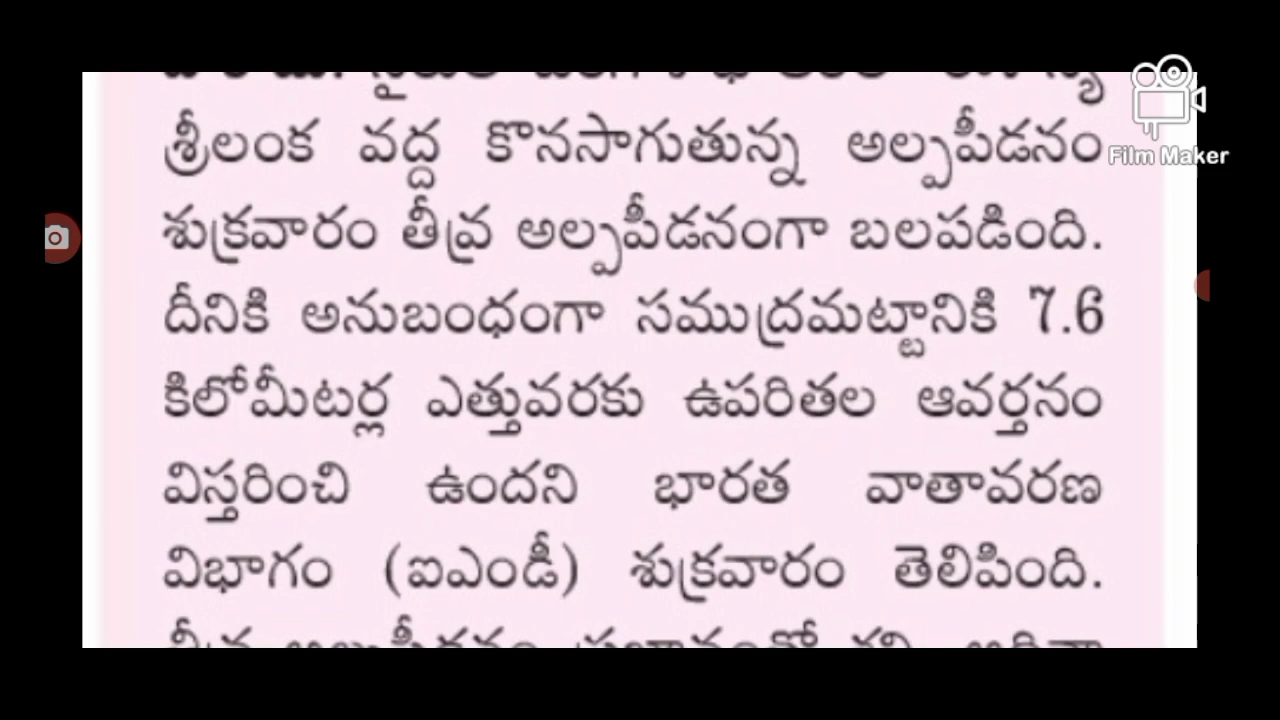 శ్రీలంక వద్ద కొనసాగుతున్న అల్పపీడనం
Film Maker
శుక్రవారం తీవ్ర అల్పపీడనంగా బలపడింది.
దీనికి అనుబంధంగా సముద్రమట్టానికి 7.6
కిలోమీటర్ల ఎత్తువరకు ఉపరితల ఆవర్తనం
విస్తరించి ఉందని భారత వాతావరణ
విభాగం (ఐఎండీ) శుక్రవారం తెలిపింది.